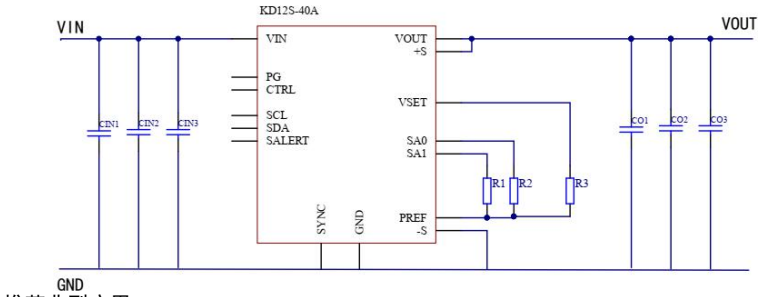 KD12S-40A
VIN
VOUT
VIN
VOUT
+S
PG
CTRL
VSET
CIN1
CIN2
CIN3
SCL
SDA
SALERT
SA0
SA1
CO1
CO2
CO3
R1
R2
R3
PREF
-S
SYNC
GND
GND